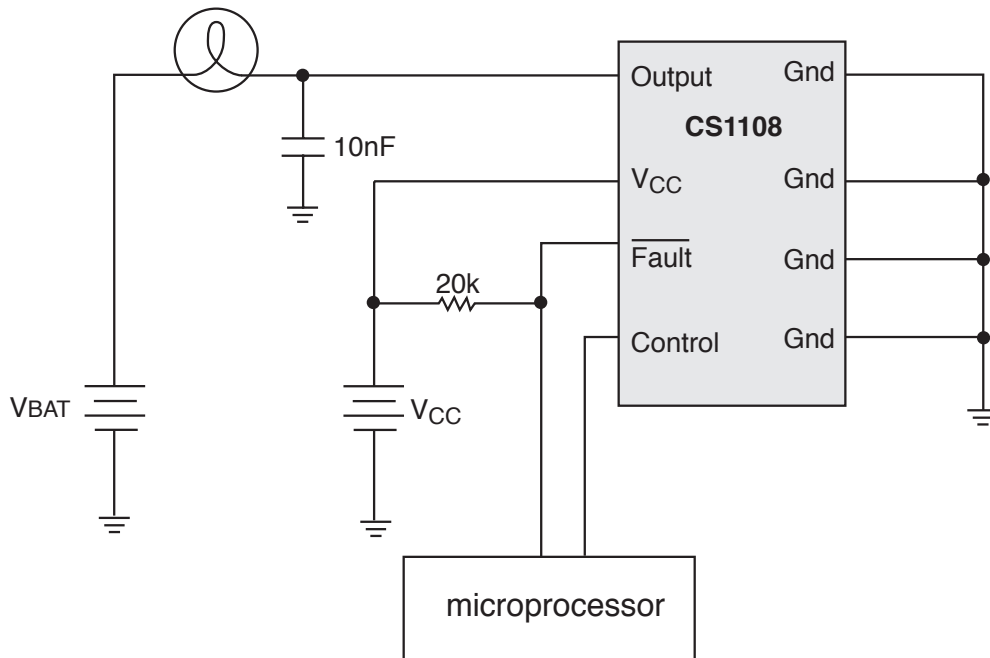 Output
Gnd
CS1108
10nF
VCC
Gnd
Fault
Gnd
20k
Control
Gnd
VBAT
VCC
microprocessor